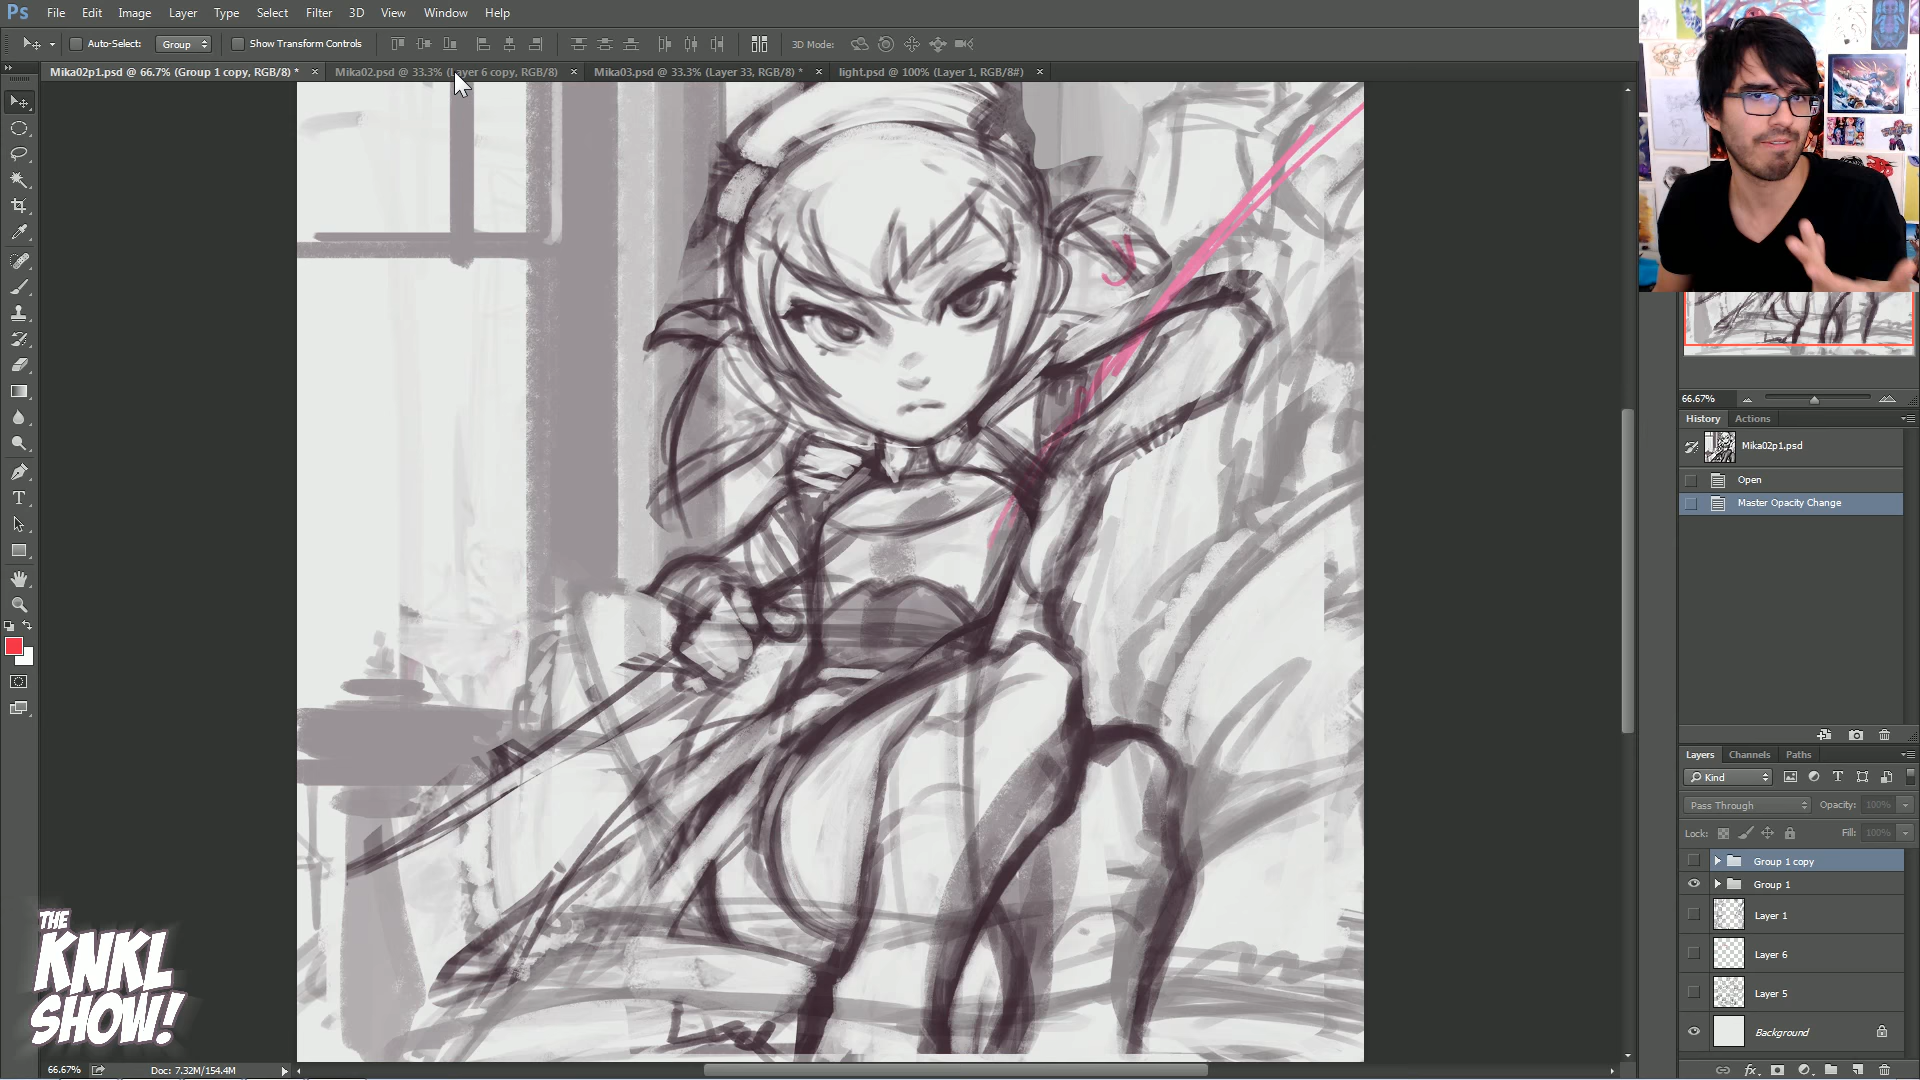 Ps File Edit Image Layer Type Select Filter 3D View Window Help
Auto-Select: Group Show Transform Controls 3D Mode:
Mika02p1.psd @ 66.7% (Group 1 copy, RGB/8) * × Mika02.psd @ 33.3% (Layer 6 copy, RGB/8) × Mika03.psd @ 33.3% (Layer 33, RGB/8) * × light.psd @ 100% (Layer 1, RGB/8#) ×
66.67%
History Actions
Mika02p1.psd
Open
Master Opacity Change
Layers Channels Paths
Kind
Pass Through Opacity: 100%
Lock: Fill: 100%
Group 1 copy
Group 1
Layer 1
Layer 6
Layer 5
Background
THE
KNKL
SHOW!
66.67% Doc: 7.32M/154.4M